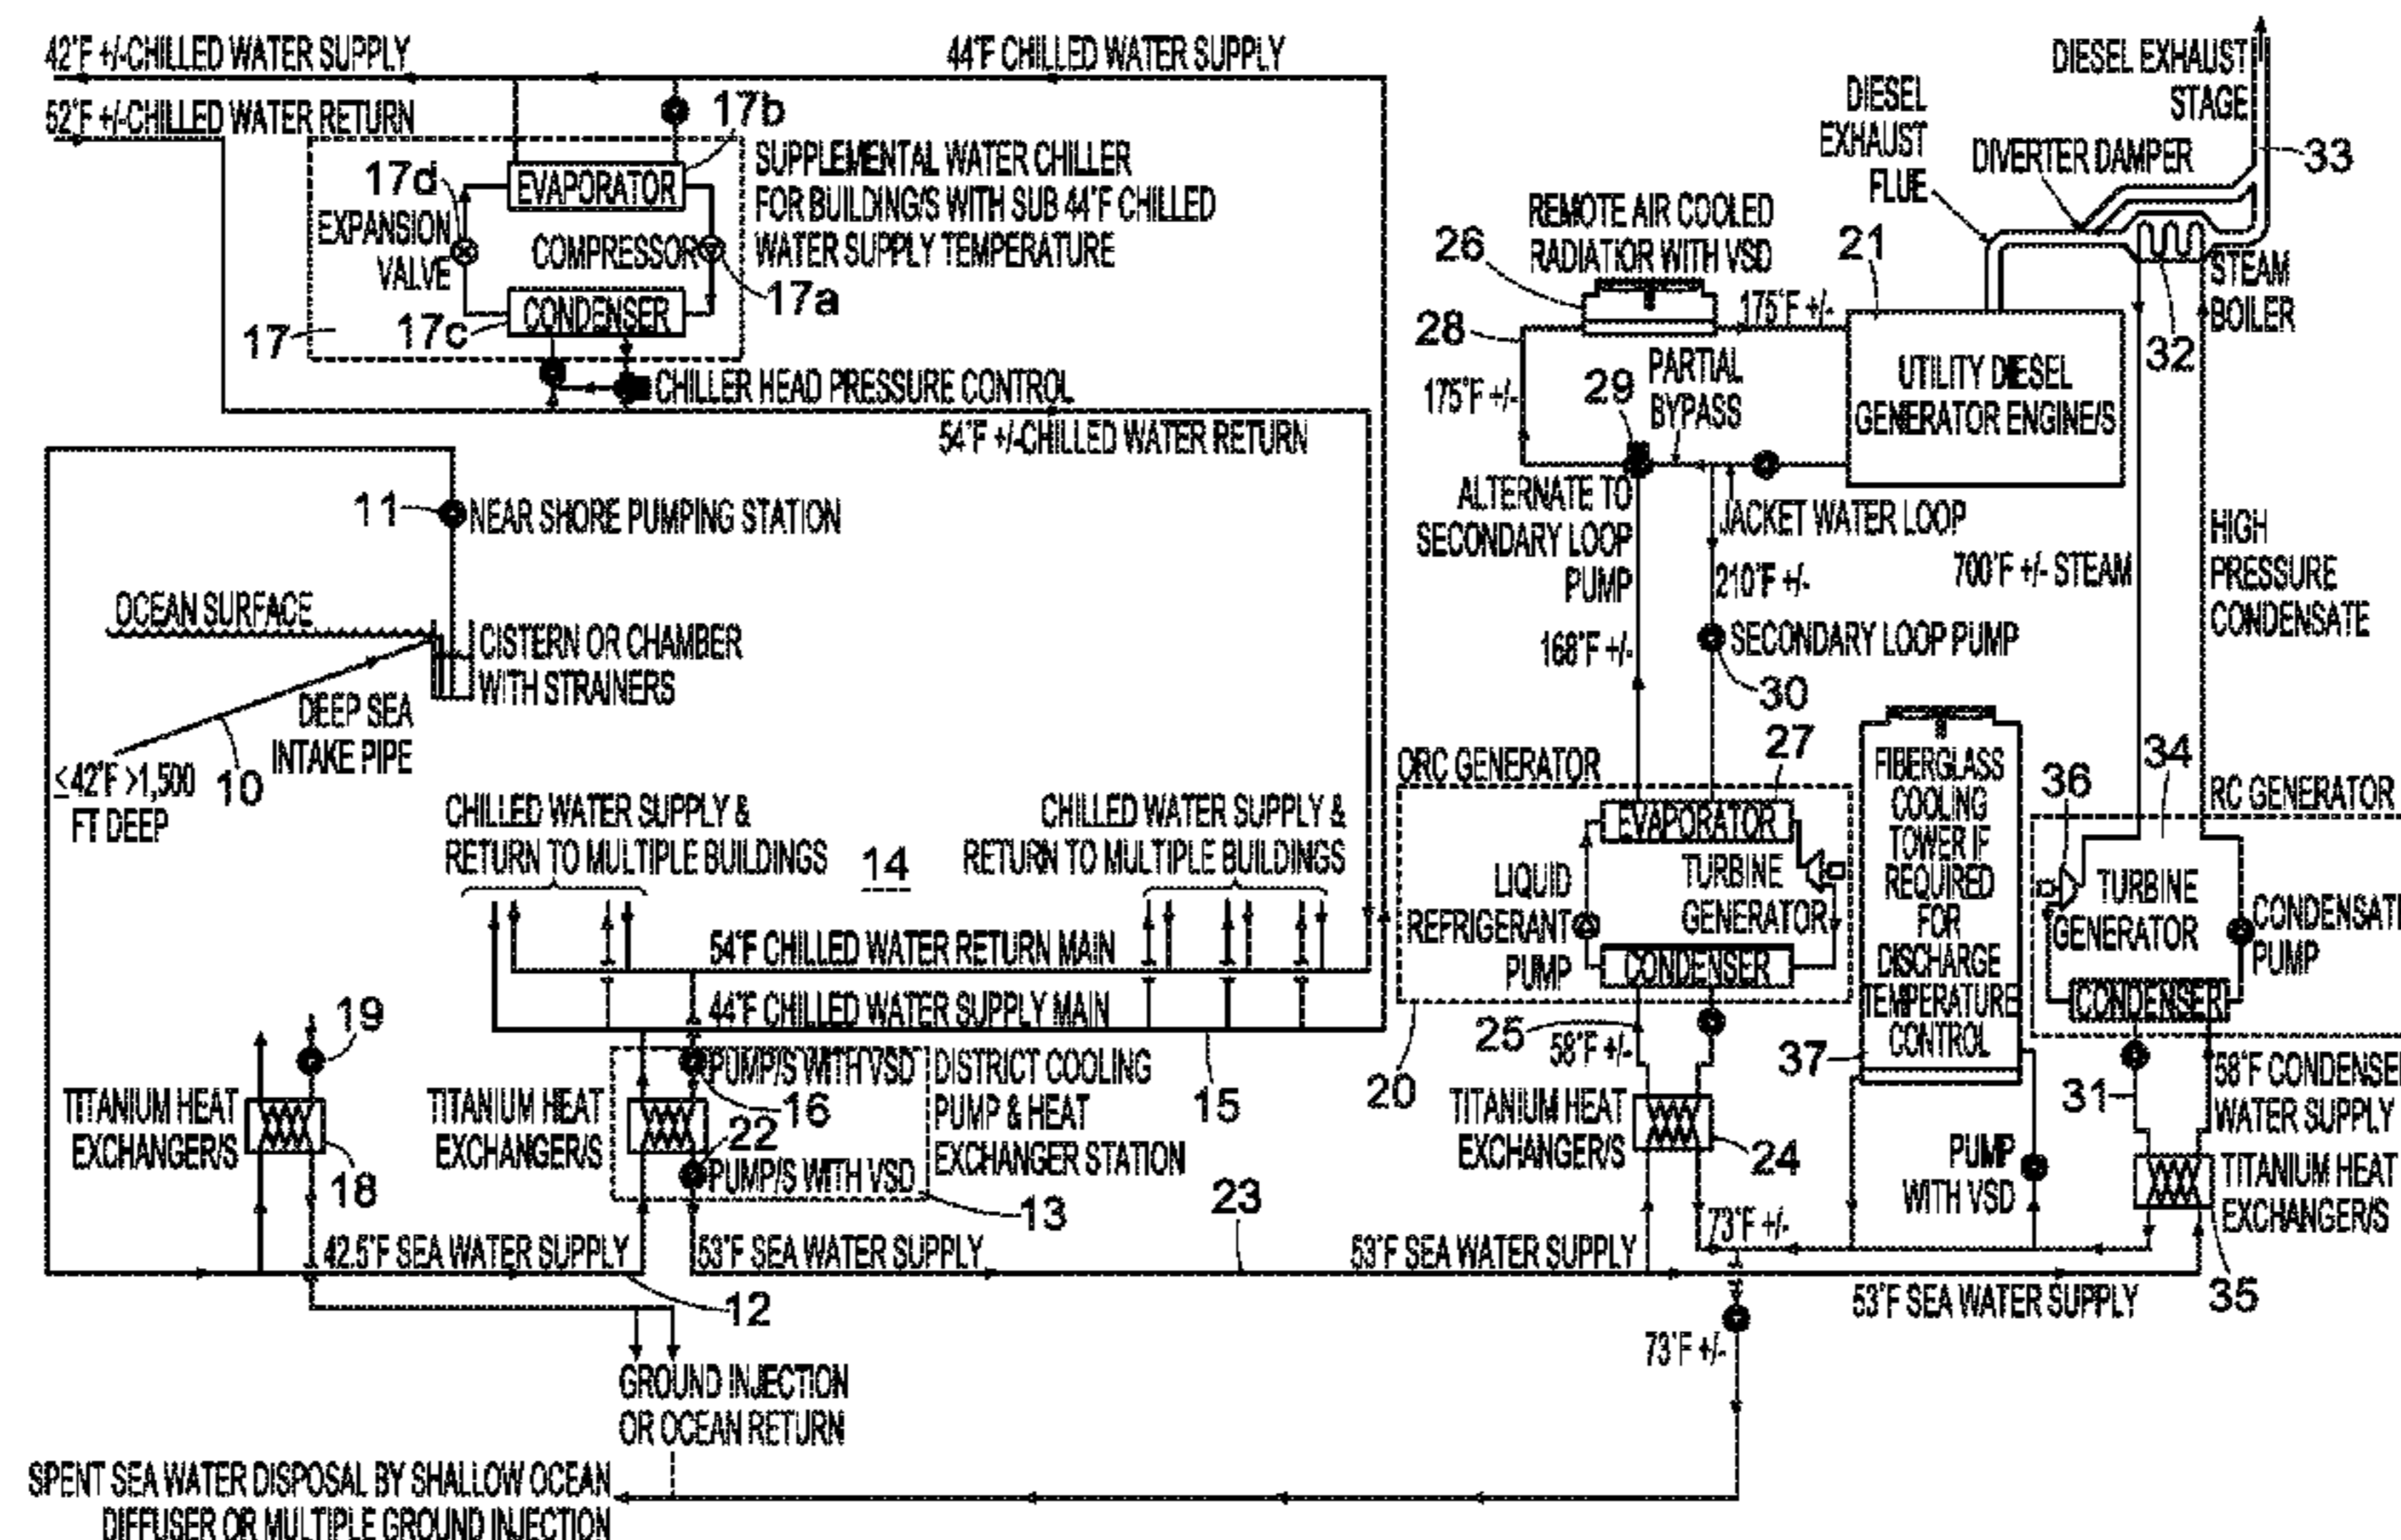 42°F +/-CHILLED WATER SUPPLY
44°F CHILLED WATER SUPPLY
52°F +/-CHILLED WATER RETURN
17b
17d
EVAPORATOR
EXPANSION
VALVE
COMPRESSOR
17a
CONDENSER
17c
17
SUPPLEMENTAL WATER CHILLER
FOR BUILDING/S WITH SUB 44°F CHILLED
WATER SUPPLY TEMPERATURE
CHILLER HEAD PRESSURE CONTROL
54°F +/-CHILLED WATER RETURN
11
NEAR SHORE PUMPING STATION
OCEAN SURFACE
CISTERN OR CHAMBER
WITH STRAINERS
DEEP SEA
INTAKE PIPE
10
≤42°F >1,500
FT DEEP
CHILLED WATER SUPPLY &
RETURN TO MULTIPLE BUILDINGS
14
CHILLED WATER SUPPLY &
RETURN TO MULTIPLE BUILDINGS
54°F CHILLED WATER RETURN MAIN
44°F CHILLED WATER SUPPLY MAIN
15
19
TITANIUM HEAT
EXCHANGER/S
18
TITANIUM HEAT
EXCHANGER/S
PUMP/S WITH VSD
16
22
PUMP/S WITH VSD
DISTRICT COOLING
PUMP & HEAT
EXCHANGER STATION
13
42.5°F SEA WATER SUPPLY
12
53°F SEA WATER SUPPLY
23
53°F SEA WATER SUPPLY
GROUND INJECTION
OR OCEAN RETURN
SPENT SEA WATER DISPOSAL BY SHALLOW OCEAN
DIFFUSER OR MULTIPLE GROUND INJECTION
DIESEL EXHAUST
STAGE
DIESEL
EXHAUST
FLUE
DIVERTER DAMPER
33
STEAM
BOILER
32
REMOTE AIR COOLED
RADIATIOR WITH VSD
26
175°F +/-
28
175°F +/-
21
UTILITY DIESEL
GENERATOR ENGINE/S
29
PARTIAL
BYPASS
ALTERNATE TO
SECONDARY LOOP
PUMP
JACKET WATER LOOP
210°F +/-
168°F +/-
SECONDARY LOOP PUMP
30
700°F +/- STEAM
HIGH
PRESSURE
CONDENSATE
ORC GENERATOR
27
EVAPORATOR
LIQUID
REFRIGERANT
PUMP
TURBINE
GENERATOR
CONDENSER
20
25
58°F +/-
TITANIUM HEAT
EXCHANGER/S
24
73°F +/-
FIBERGLASS
COOLING
TOWER IF
REQUIRED
FOR
DISCHARGE
TEMPERATURE
CONTROL
37
PUMP
WITH VSD
34
36
RC GENERATOR
TURBINE
GENERATOR
CONDENSATE
PUMP
CONDENSER
31
58°F CONDENSER
WATER SUPPLY
TITANIUM HEAT
EXCHANGER/S
35
53°F SEA WATER SUPPLY
73°F +/-